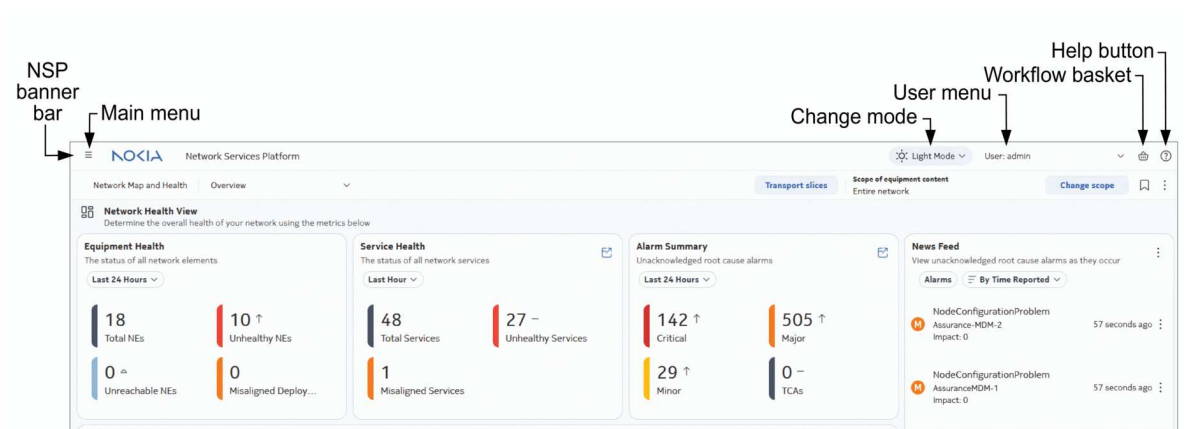 Help button
NSP banner bar
Workflow basket
User menu
Main menu
Change mode
NOKIA Network Services Platform
Light Mode
User: admin
Network Map and Health
Overview
Transport slices
Scope of equipment content
Entire network
Change scope
Network Health View
Determine the overall health of your network using the metrics below
Equipment Health
The status of all network elements
Last 24 Hours
18
Total NEs
10 ↑
Unhealthy NEs
0
Unreachable NEs
0
Misaligned Deploy...
Service Health
The status of all network services
Last Hour
48
Total Services
27 –
Unhealthy Services
1
Misaligned Services
Alarm Summary
Unacknowledged root cause alarms
Last 24 Hours
142 ↑
Critical
505 ↑
Major
29 ↑
Minor
0 –
TCAs
News Feed
View unacknowledged root cause alarms as they occur
Alarms
By Time Reported
M
NodeConfigurationProblem
Assurance-MDM-2
Impact: 0
57 seconds ago
M
NodeConfigurationProblem
AssuranceMDM-1
Impact: 0
57 seconds ago